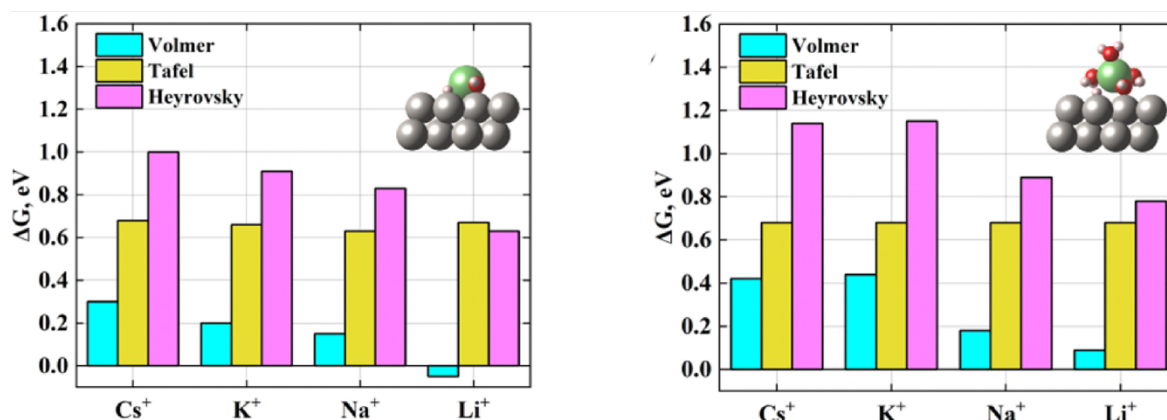 1.6
1.4
1.2
1.0
0.8
0.6
0.4
0.2
0.0
ΔG, eV
Volmer
Tafel
Heyrovsky
Cs+ K+ Na+ Li+
1.6
1.4
1.2
1.0
0.8
0.6
0.4
0.2
0.0
ΔG, eV
Volmer
Tafel
Heyrovsky
Cs+ K+ Na+ Li+